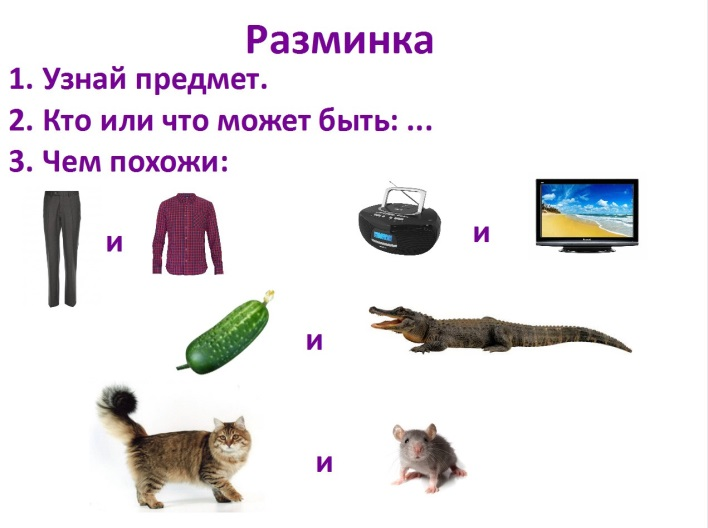 Разминка
1. Узнай предмет.
2. Кто или что может быть: ...
3. Чем похожи:
и
и
и
и